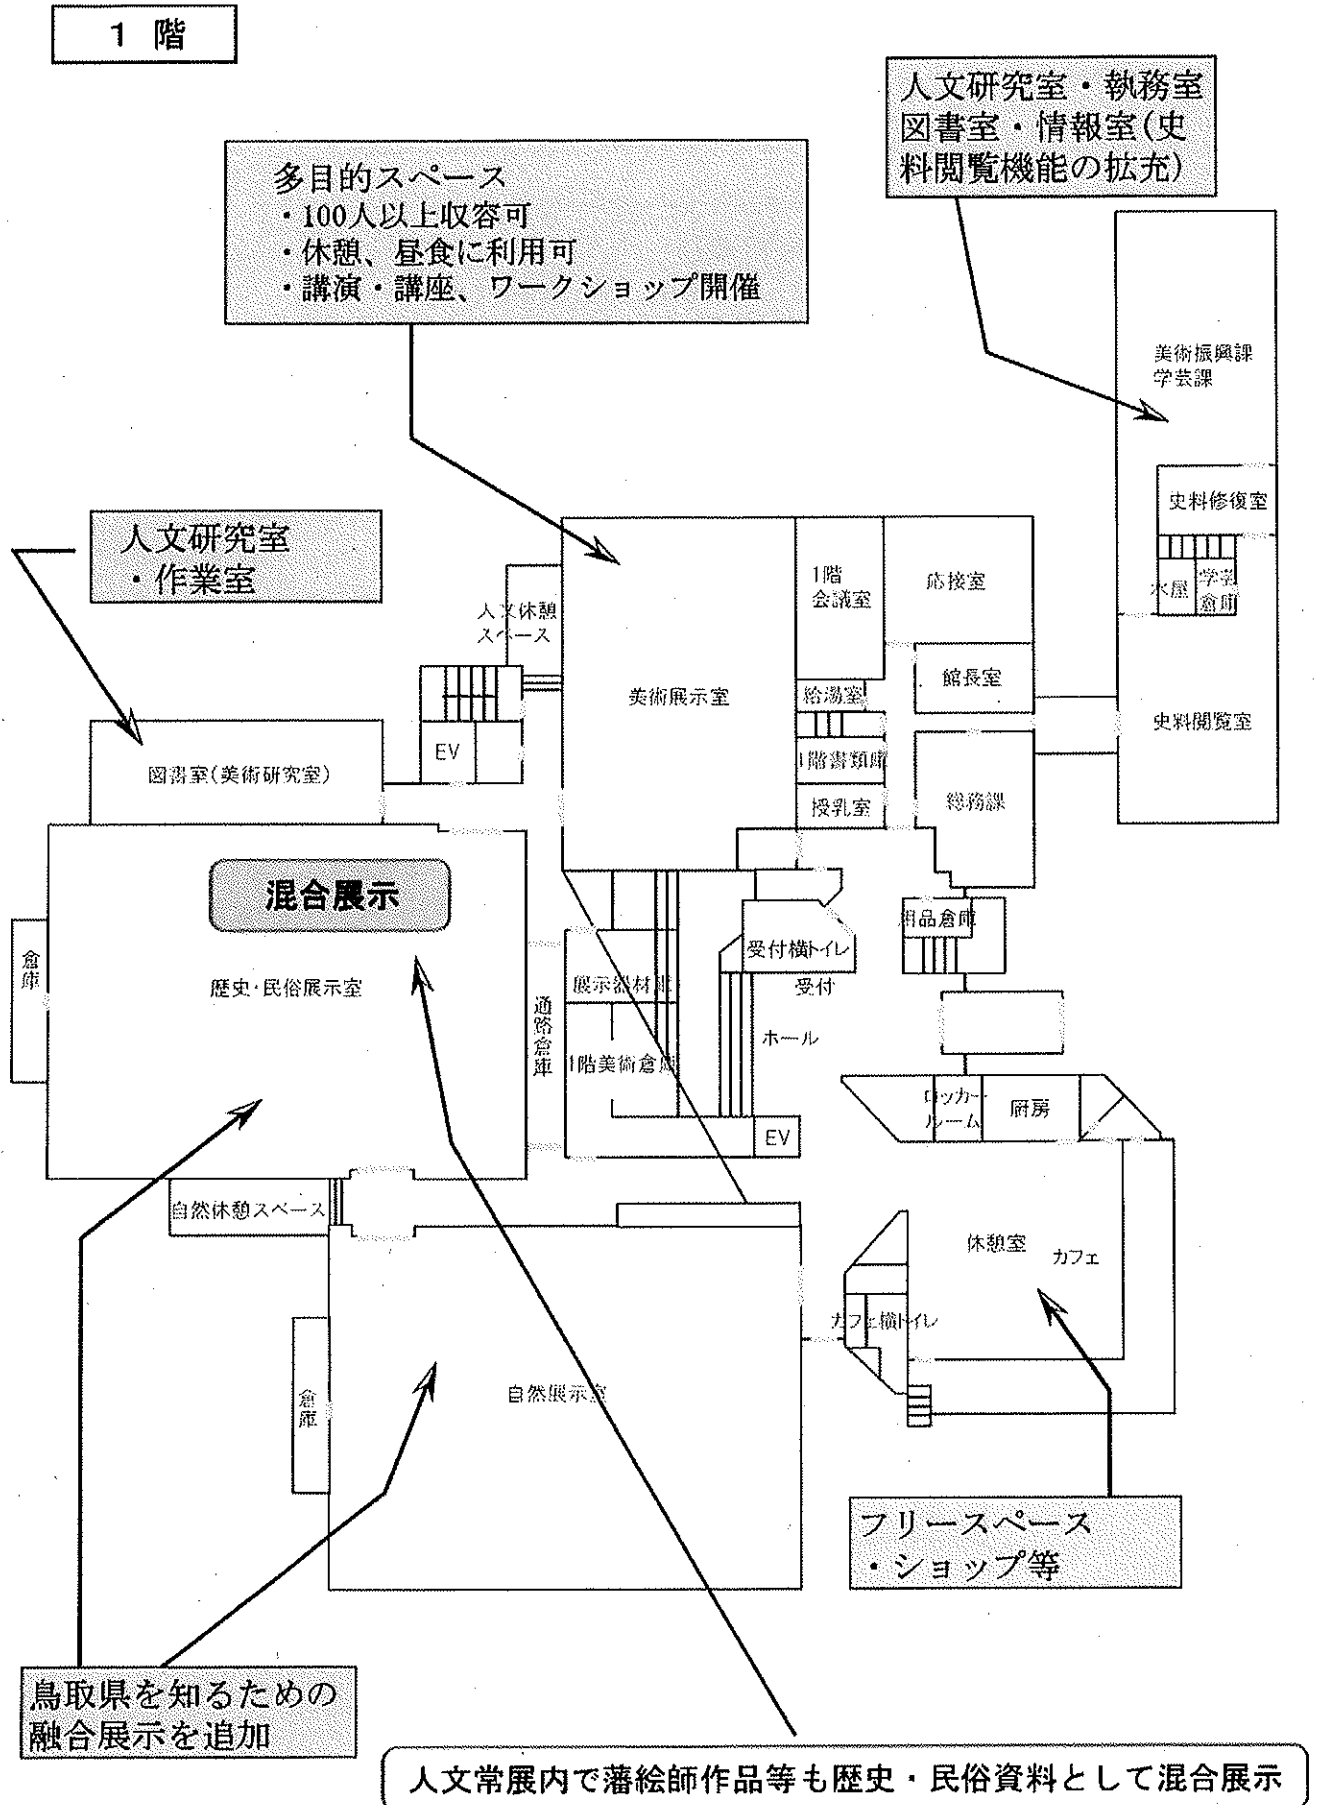 1 階
人文研究室・執務室
図書室・情報室(史
料閲覧機能の拡充)
多目的スペース
・100人以上収容可
・休憩、昼食に利用可
・講演・講座、ワークショップ開催
美術振興課
学芸課
史料修復室
水屋
学芸
倉庫
史料閲覧室
人文研究室
・作業室
人文休憩
スペース
1階
会議室
応接室
美術展示室
給湯室
館長室
EV
図書室(美術研究室)
1階書類庫
授乳室
総務課
混合展示
用品倉庫
受付横トイレ
受付
倉庫
歴史・民俗展示室
展示器材庫
通路倉庫
ホール
1階美術倉庫
ロッカー
ルーム
厨房
EV
自然休憩スペース
休憩室
カフェ
カフェ横トイレ
倉庫
自然展示室
フリースペース
・ショップ等
鳥取県を知るための
融合展示を追加
人文常展内で藩絵師作品等も歴史・民俗資料として混合展示